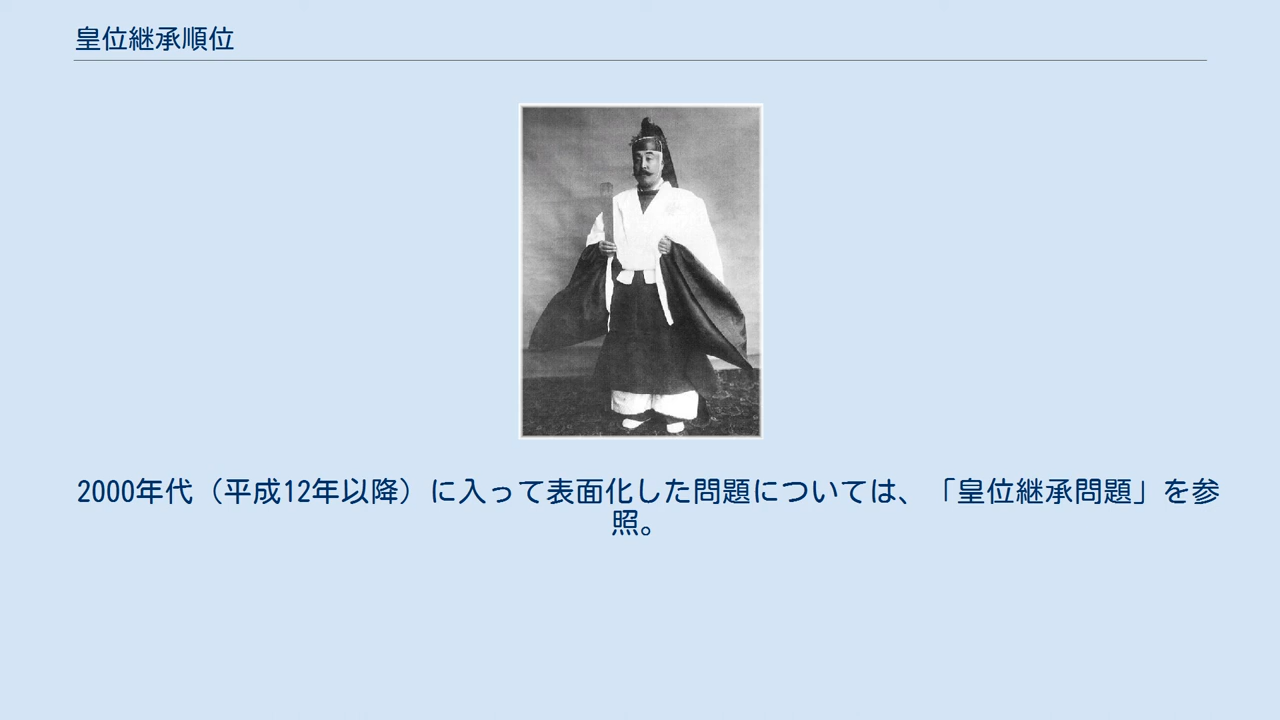 皇位継承順位
2000年代（平成12年以降）に入って表面化した問題については、「皇位継承問題」を参
照。